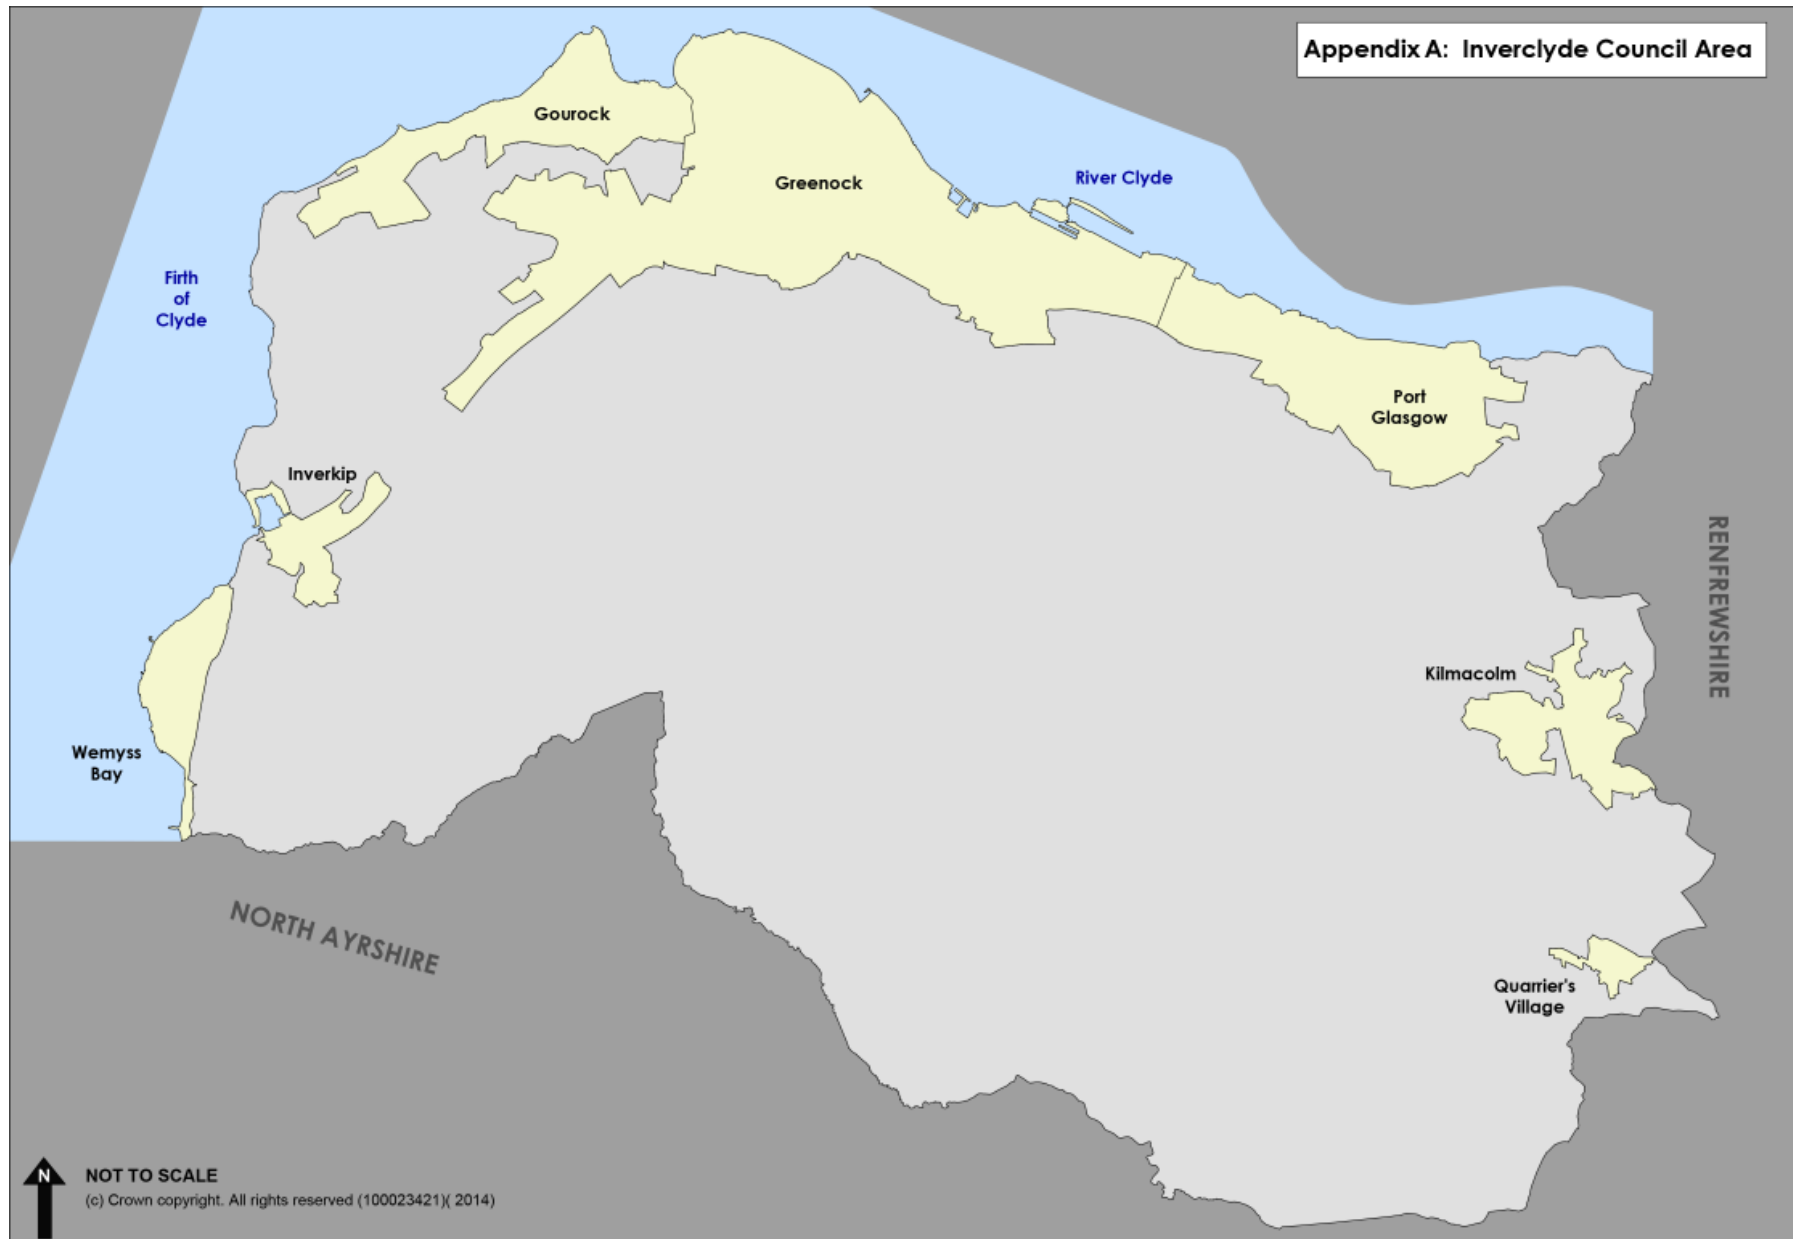 Appendix A: Inverclyde Council Area
Gourock
Greenock
River Clyde
Firth
of
Clyde
Port
Glasgow
Inverkip
RENFREWSHIRE
Kilmacolm
Wemyss
Bay
NORTH AYRSHIRE
Quarrier's
Village
N
NOT TO SCALE
(c) Crown copyright. All rights reserved (100023421)( 2014)